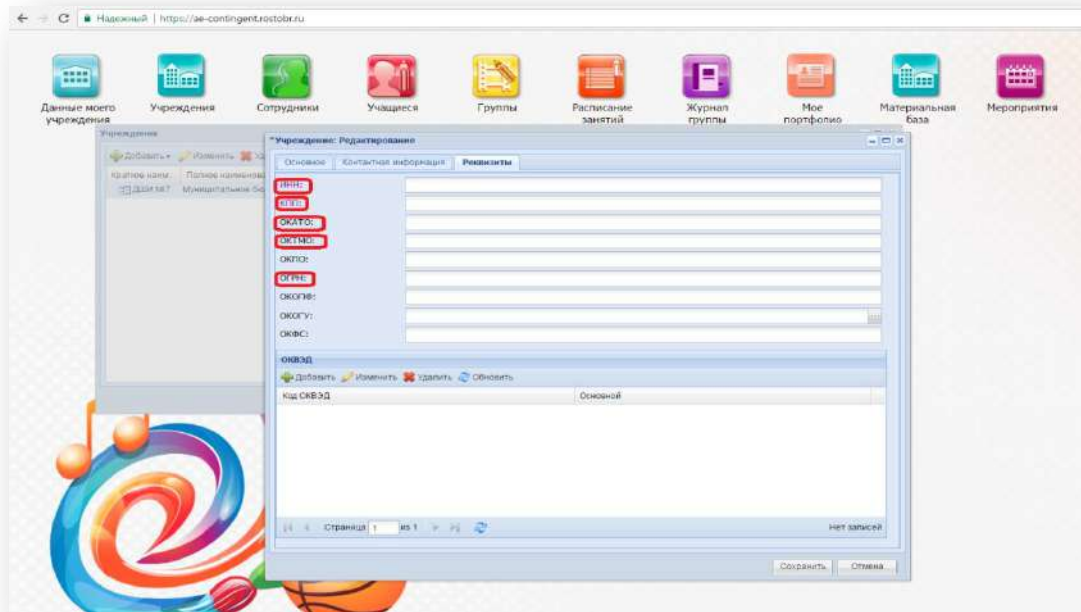 Надежный | https://ae-contingent.rostobr.ru
Данные моего учреждения
Учреждения
Сотрудники
Учащиеся
Группы
Расписание занятий
Журнал группы
Мое портфолио
Материальная база
Мероприятия
Учреждения
Добавить Изменить
Краткое наим.
Полное
Учреждение: Редактирование
Основное Контактная информация Реквизиты
ИНН:
КПП:
ОКАТО:
ОКТМО:
ОКПО:
ОГРН:
ОКОПФ:
ОКОГУ:
ОКФС:
ОКВЭД
Добавить Изменить Удалить Обновить
Код ОКВЭД Основной
Страница 1 из 1
Нет записей
Сохранить Отмена